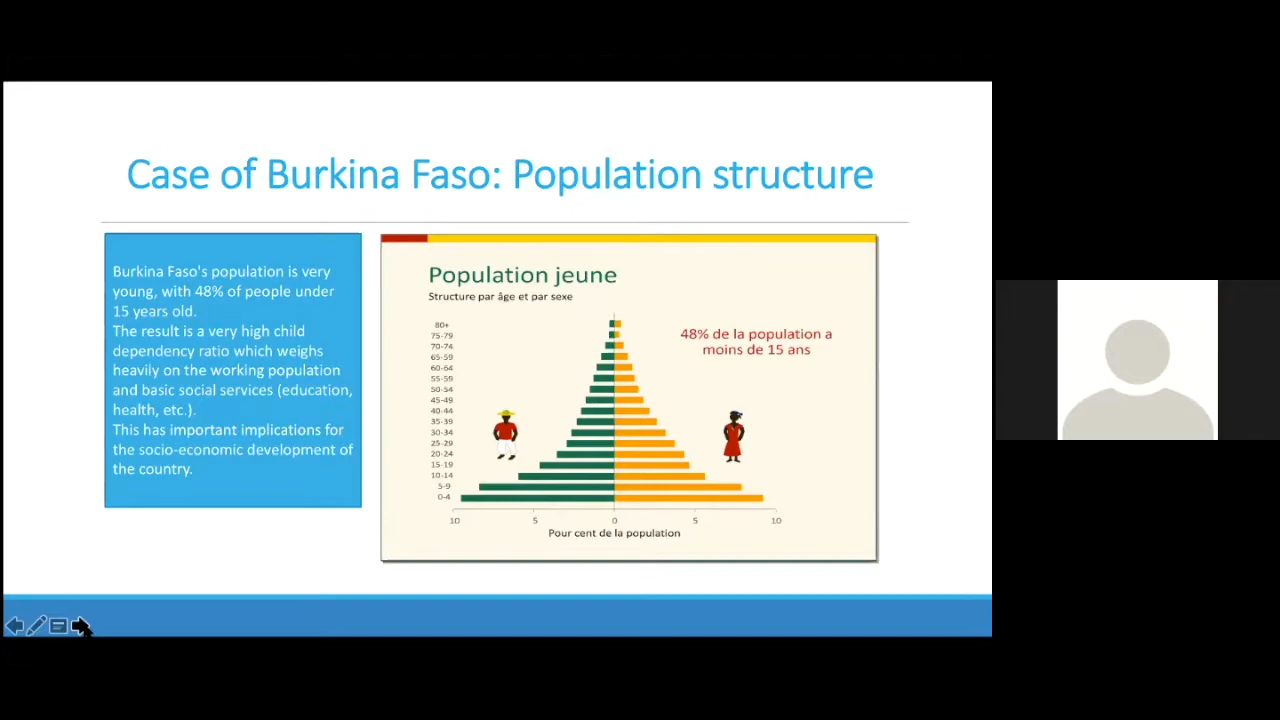 Case of Burkina Faso: Population structure
Burkina Faso's population is very
young, with 48% of people under
15 years old.
The result is a very high child
dependency ratio which weighs
heavily on the working population
and basic social services (education,
health, etc.).
This has important implications for
the socio-economic development of
the country.
Population jeune
Structure par âge et par sexe
48% de la population a
moins de 15 ans
80+
75-79
70-74
65-59
60-64
55-59
50-54
45-49
40-44
35-39
30-34
25-29
20-24
15-19
10-14
5-9
0-4
10 5 0 5 10
Pour cent de la population